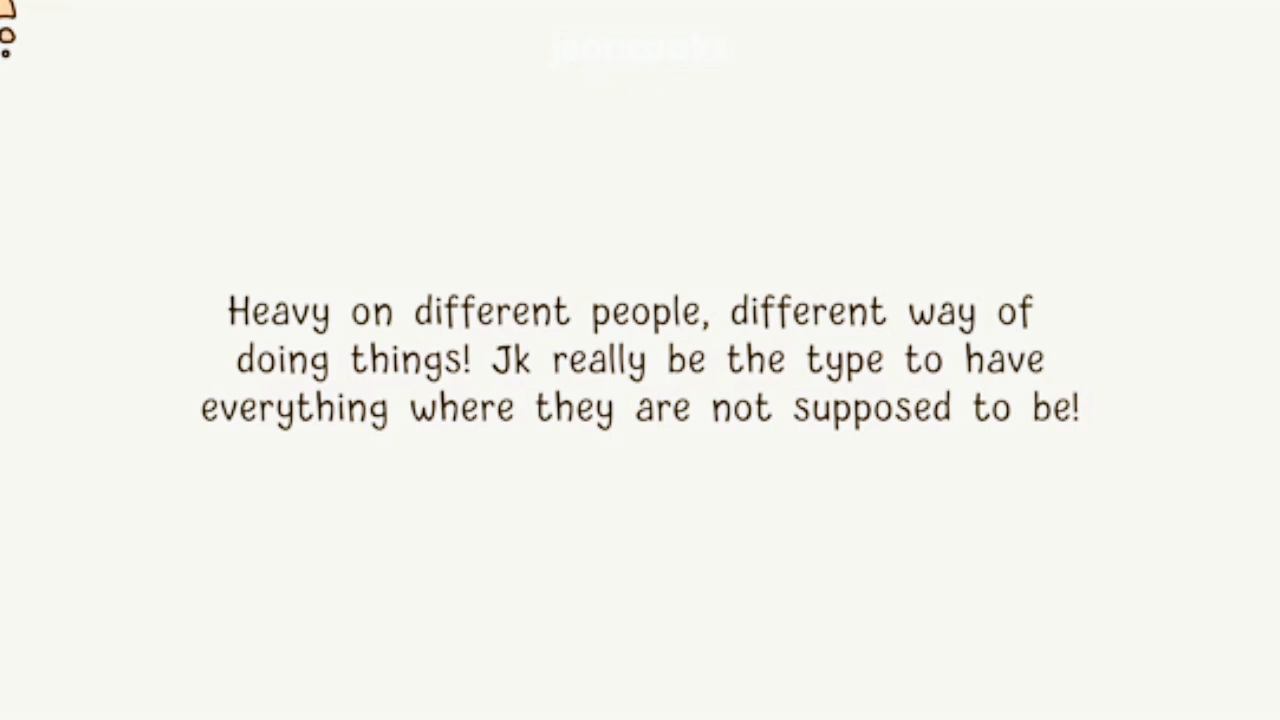 Heavy on different people, different way of
doing things! Jk really be the type to have
everything where they are not supposed to be!